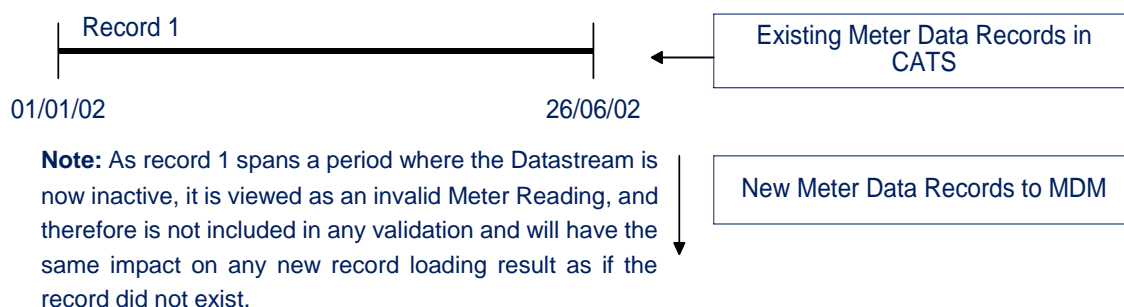 Record 1
Existing Meter Data Records in
CATS
01/01/02
26/06/02
Note: As record 1 spans a period where the Datastream is
now inactive, it is viewed as an invalid Meter Reading, and
therefore is not included in any validation and will have the
same impact on any new record loading result as if the
record did not exist.
New Meter Data Records to MDM